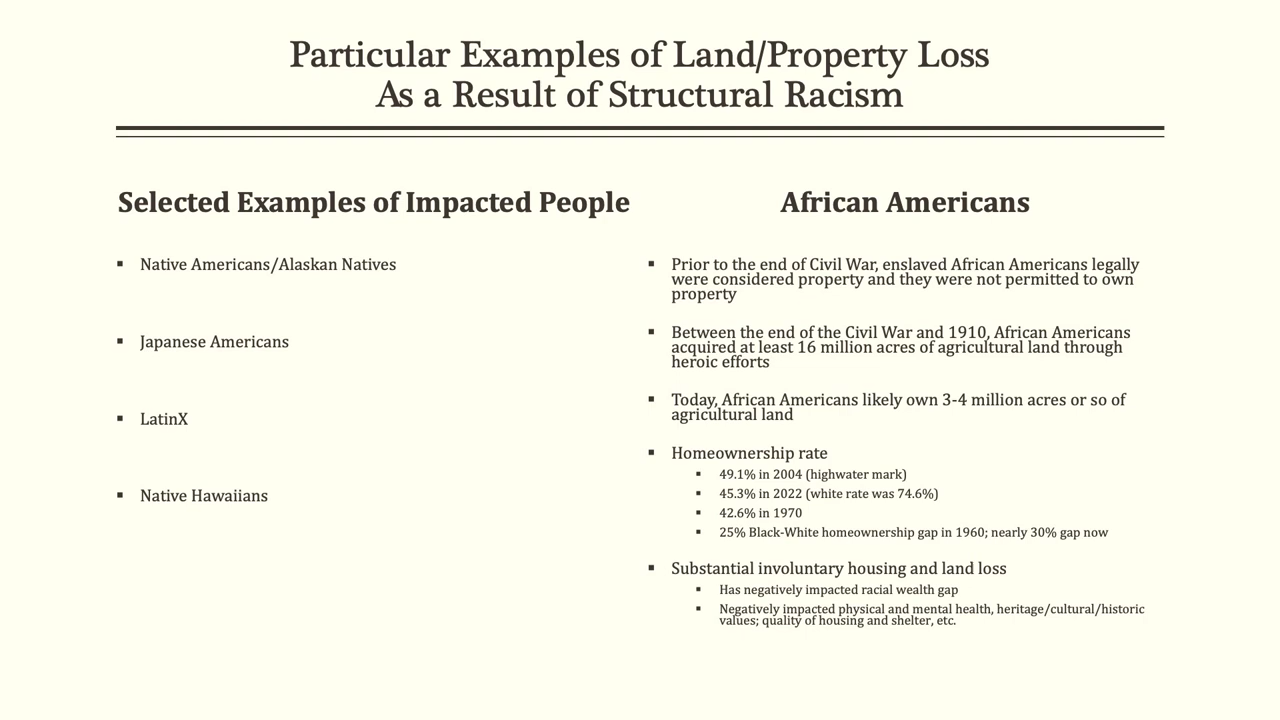 Particular Examples of Land/Property Loss
As a Result of Structural Racism
Selected Examples of Impacted People
▪ Native Americans/Alaskan Natives
▪ Japanese Americans
▪ LatinX
▪ Native Hawaiians
African Americans
▪ Prior to the end of Civil War, enslaved African Americans legally
were considered property and they were not permitted to own
property
▪ Between the end of the Civil War and 1910, African Americans
acquired at least 16 million acres of agricultural land through
heroic efforts
▪ Today, African Americans likely own 3-4 million acres or so of
agricultural land
▪ Homeownership rate
▪ 49.1% in 2004 (highwater mark)
▪ 45.3% in 2022 (white rate was 74.6%)
▪ 42.6% in 1970
▪ 25% Black-White homeownership gap in 1960; nearly 30% gap now
▪ Substantial involuntary housing and land loss
▪ Has negatively impacted racial wealth gap
▪ Negatively impacted physical and mental health, heritage/cultural/historic
values; quality of housing and shelter, etc.